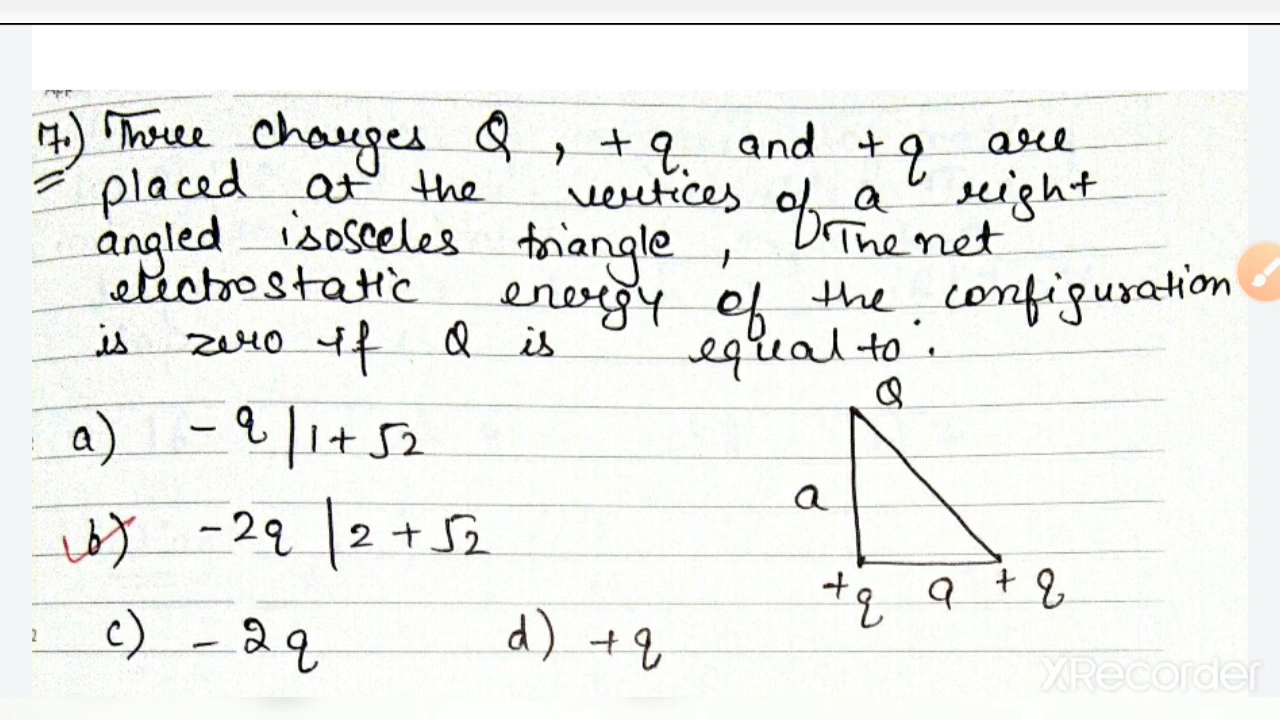 7.) Three charges Q, +q and +q are
placed at the vertices of a right
angled isosceles triangle, The net
electrostatic energy of the configuration
is zero if Q is equal to.
a) -q | 1 + √2
b) -2q | 2 + √2
c) - 2q d) + q
Q
a
+q a + q
XRecorder